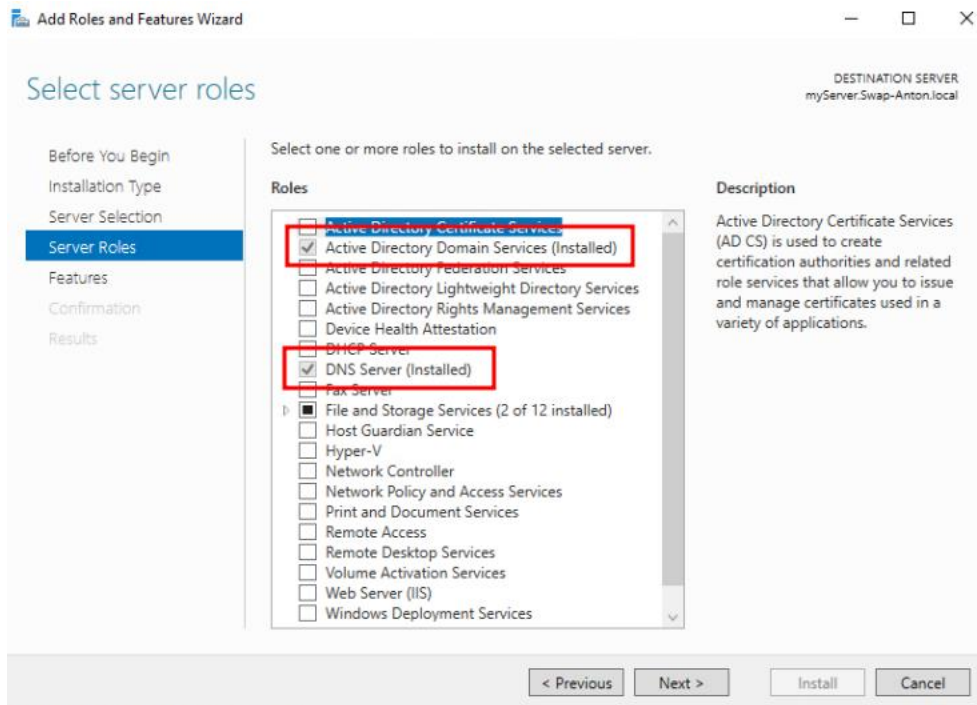 Add Roles and Features Wizard
Select server roles
DESTINATION SERVER
myServer.Swap-Anton.local
Before You Begin
Installation Type
Server Selection
Server Roles
Features
Confirmation
Results
Select one or more roles to install on the selected server.
Roles
Active Directory Certificate Services
Active Directory Domain Services (Installed)
Active Directory Federation Services
Active Directory Lightweight Directory Services
Active Directory Rights Management Services
Device Health Attestation
DHCP Server
DNS Server (Installed)
Fax Server
File and Storage Services (2 of 12 installed)
Host Guardian Service
Hyper-V
Network Controller
Network Policy and Access Services
Print and Document Services
Remote Access
Remote Desktop Services
Volume Activation Services
Web Server (IIS)
Windows Deployment Services
Description
Active Directory Certificate Services
(AD CS) is used to create
certification authorities and related
role services that allow you to issue
and manage certificates used in a
variety of applications.
< Previous
Next >
Install
Cancel